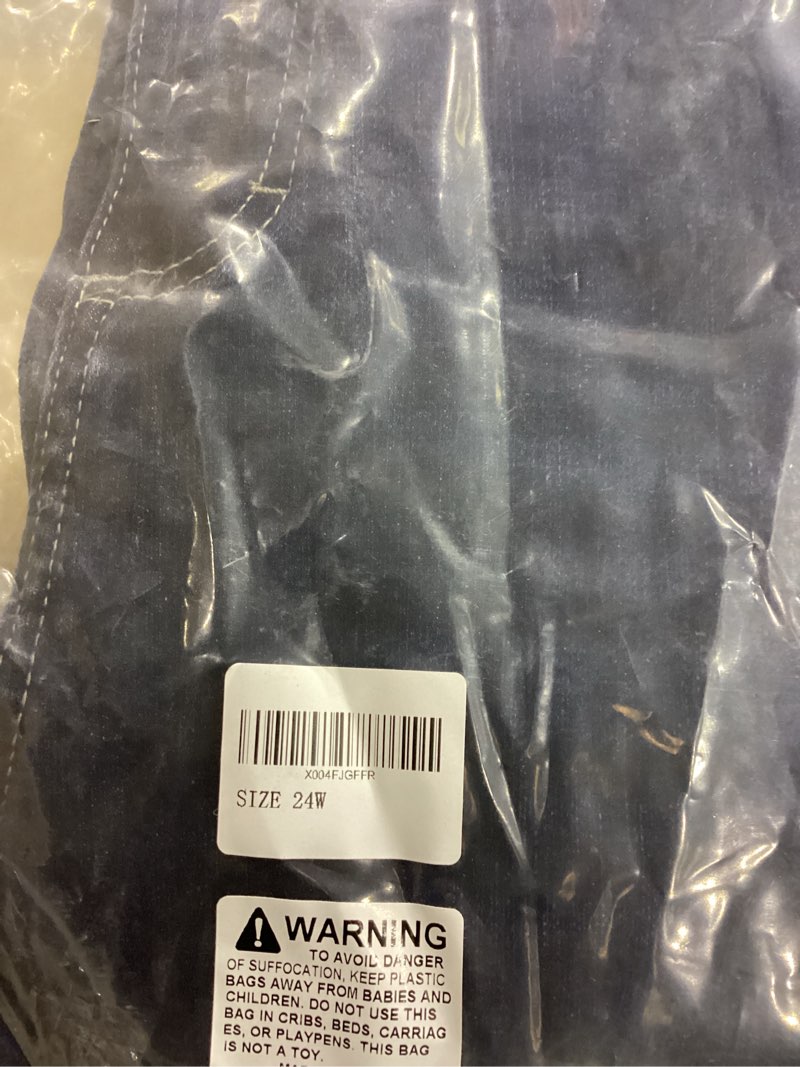 X004FJGFFR
SIZE 24W
WARNING
TO AVOID DANGER
OF SUFFOCATION, KEEP PLASTIC
BAGS AWAY FROM BABIES AND
CHILDREN. DO NOT USE THIS
BAG IN CRIBS, BEDS, CARRIAG
ES, OR PLAYPENS. THIS BAG
IS NOT A TOY.